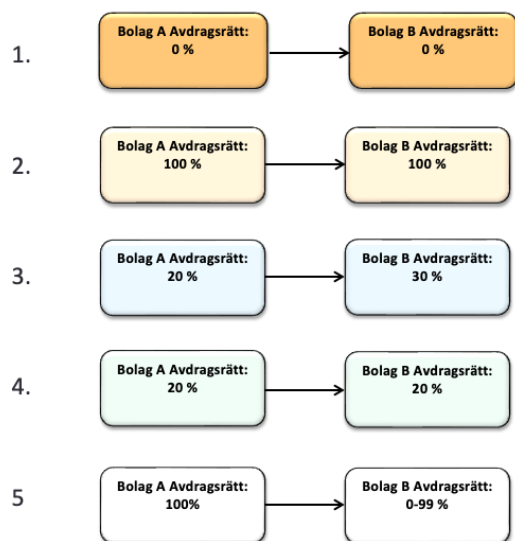 1.
Bolag A Avdragsrätt:
0 %
Bolag B Avdragsrätt:
0 %
2.
Bolag A Avdragsrätt:
100 %
Bolag B Avdragsrätt:
100 %
3.
Bolag A Avdragsrätt:
20 %
Bolag B Avdragsrätt:
30 %
4.
Bolag A Avdragsrätt:
20 %
Bolag B Avdragsrätt:
20 %
5
Bolag A Avdragsrätt:
100%
Bolag B Avdragsrätt:
0-99 %